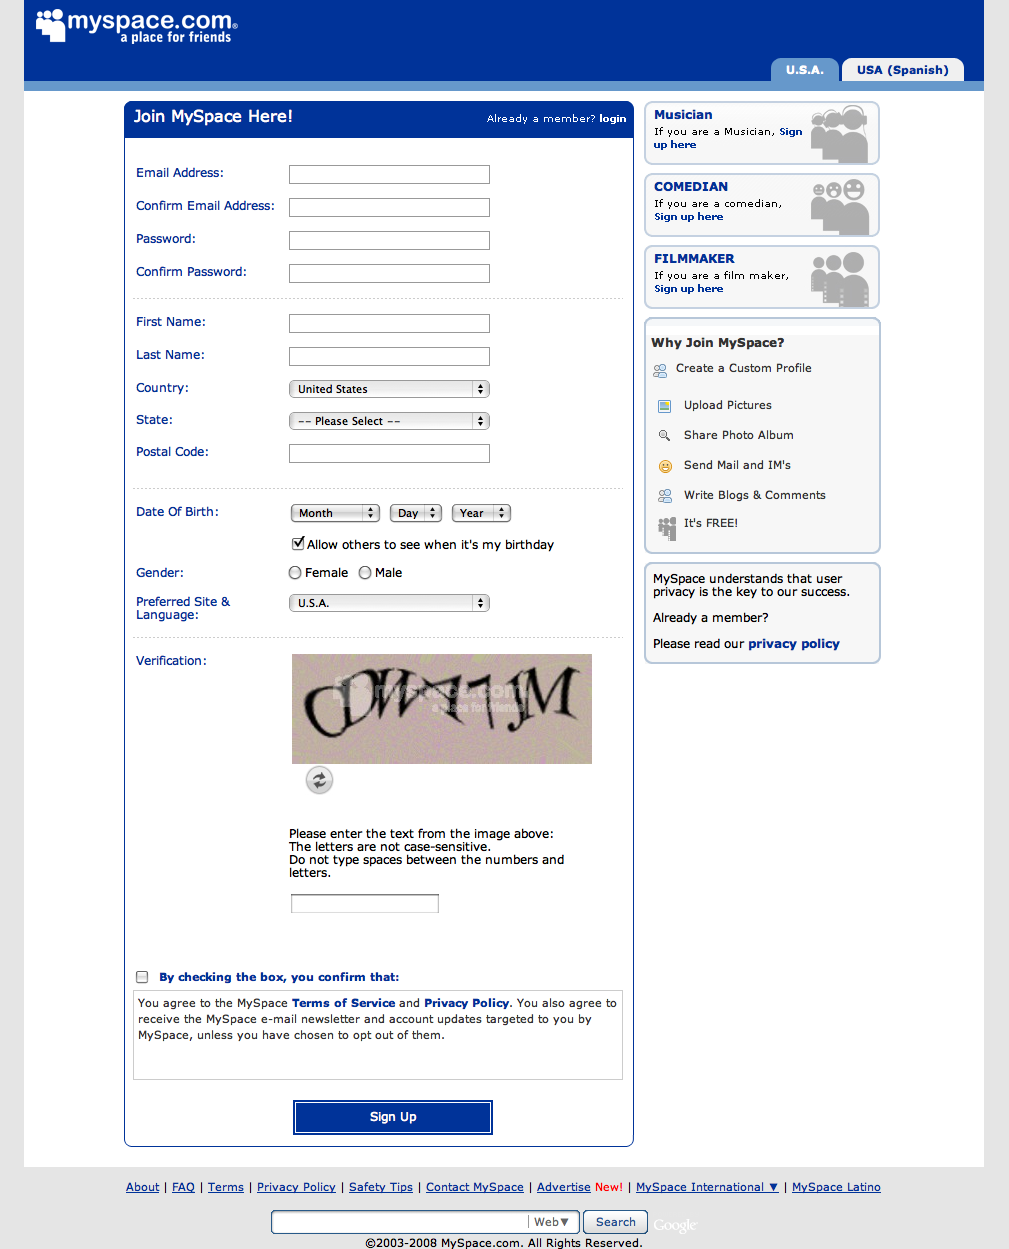 myspace.com
a place for friends
U.S.A.
USA (Spanish)
Join MySpace Here!
Already a member? login
Email Address:
Confirm Email Address:
Password:
Confirm Password:
First Name:
Last Name:
Country:
United States
State:
-- Please Select --
Postal Code:
Date Of Birth:
Month
Day
Year
Allow others to see when it's my birthday
Gender:
Female
Male
Preferred Site &
Language:
U.S.A.
Verification:
myspace.com
a place for friends
Please enter the text from the image above:
The letters are not case-sensitive.
Do not type spaces between the numbers and
letters.
By checking the box, you confirm that:
You agree to the MySpace Terms of Service and Privacy Policy. You also agree to
receive the MySpace e-mail newsletter and account updates targeted to you by
MySpace, unless you have chosen to opt out of them.
Sign Up
Musician
If you are a Musician, Sign
up here
COMEDIAN
If you are a comedian,
Sign up here
FILMMAKER
If you are a film maker,
Sign up here
Why Join MySpace?
Create a Custom Profile
Upload Pictures
Share Photo Album
Send Mail and IM's
Write Blogs & Comments
It's FREE!
MySpace understands that user
privacy is the key to our success.
Already a member?
Please read our privacy policy
About | FAQ | Terms | Privacy Policy | Safety Tips | Contact MySpace | Advertise New! | MySpace International ▼ | MySpace Latino
Web▼
Search
Google
©2003-2008 MySpace.com. All Rights Reserved.